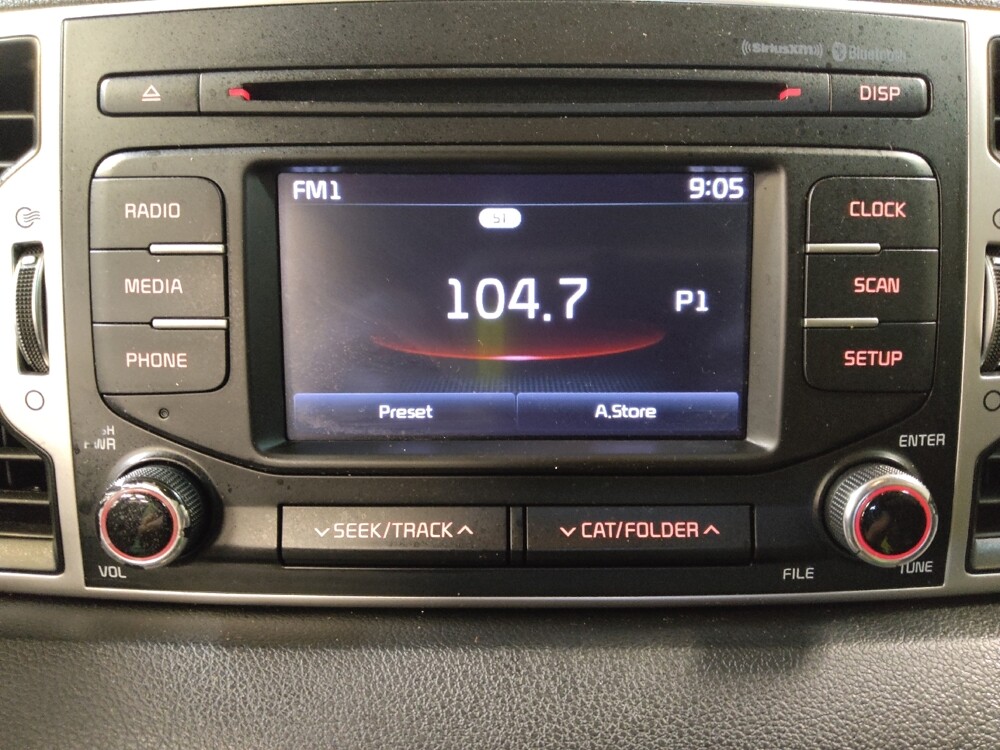 ((SiriusXM)) Bluetooth
DISP
RADIO
MEDIA
PHONE
FM1
9:05
ST
104.7
P1
Preset
A.Store
CLOCK
SCAN
SETUP
ENTER
VOL
SEEK/TRACK
CAT/FOLDER
FILE
TUNE